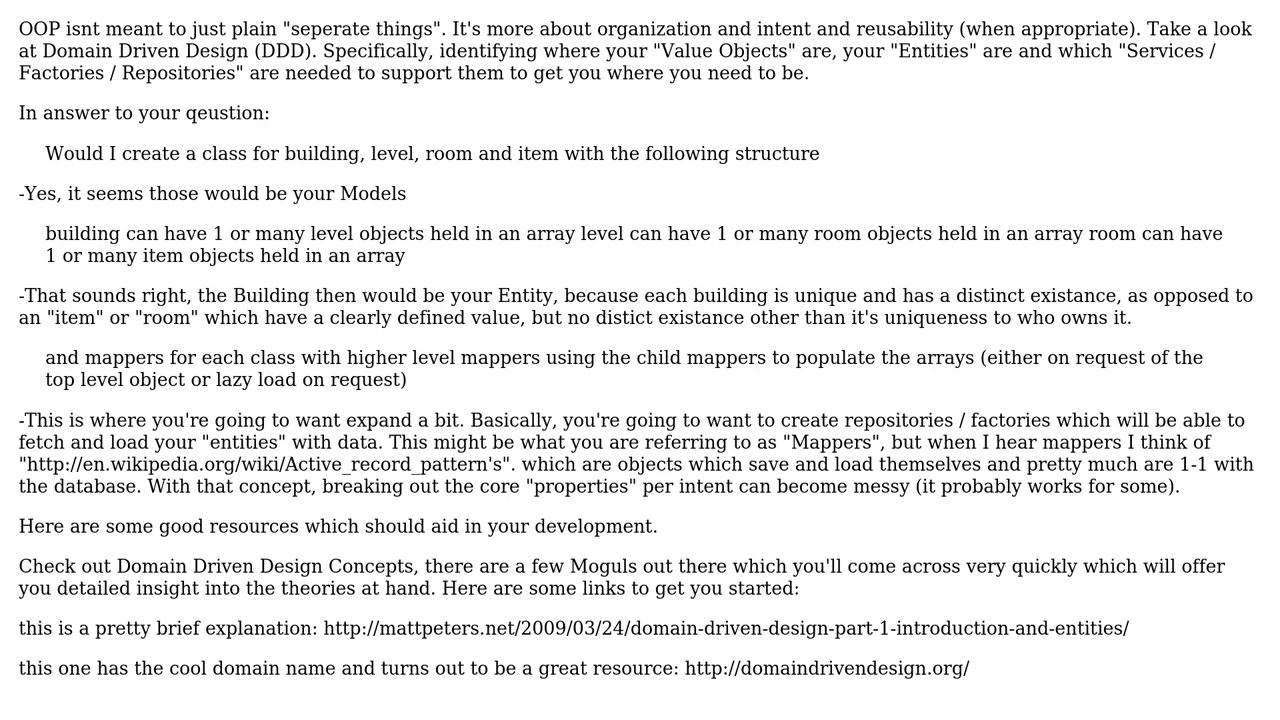 OOP isnt meant to just plain "seperate things". It's more about organization and intent and reusability (when appropriate). Take a look
at Domain Driven Design (DDD). Specifically, identifying where your "Value Objects" are, your "Entities" are and which "Services /
Factories / Repositories" are needed to support them to get you where you need to be.
In answer to your qeustion:
Would I create a class for building, level, room and item with the following structure
-Yes, it seems those would be your Models
building can have 1 or many level objects held in an array level can have 1 or many room objects held in an array room can have
1 or many item objects held in an array
-That sounds right, the Building then would be your Entity, because each building is unique and has a distinct existance, as opposed to
an "item" or "room" which have a clearly defined value, but no distict existance other than it's uniqueness to who owns it.
and mappers for each class with higher level mappers using the child mappers to populate the arrays (either on request of the
top level object or lazy load on request)
-This is where you're going to want expand a bit. Basically, you're going to want to create repositories / factories which will be able to
fetch and load your "entities" with data. This might be what you are referring to as "Mappers", but when I hear mappers I think of
"http://en.wikipedia.org/wiki/Active_record_pattern's". which are objects which save and load themselves and pretty much are 1-1 with
the database. With that concept, breaking out the core "properties" per intent can become messy (it probably works for some).
Here are some good resources which should aid in your development.
Check out Domain Driven Design Concepts, there are a few Moguls out there which you'll come across very quickly which will offer
you detailed insight into the theories at hand. Here are some links to get you started:
this is a pretty brief explanation: http://mattpeters.net/2009/03/24/domain-driven-design-part-1-introduction-and-entities/
this one has the cool domain name and turns out to be a great resource: http://domaindrivendesign.org/